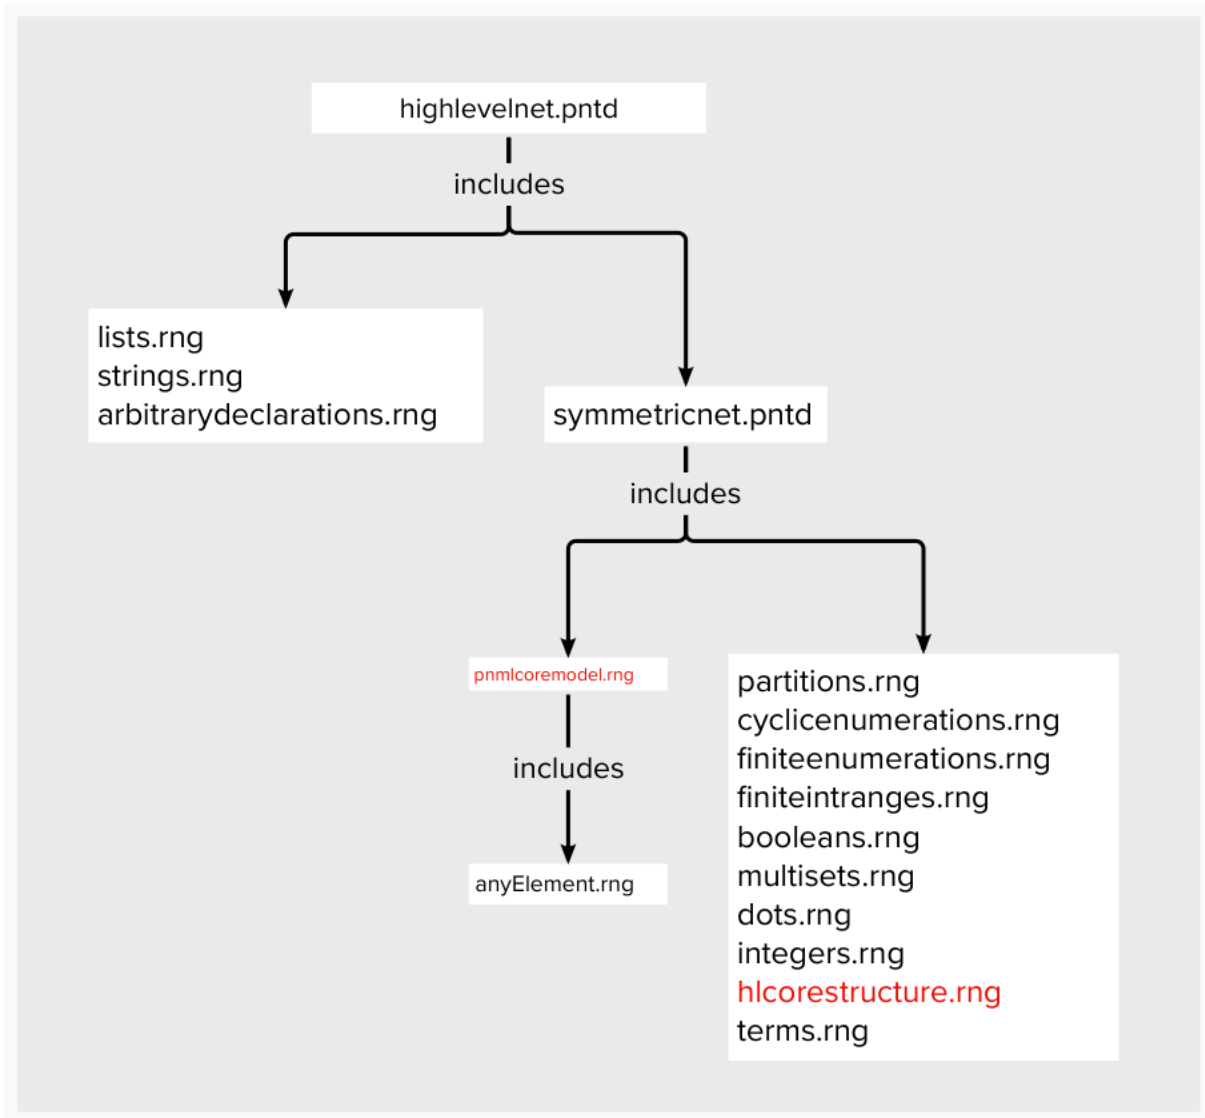 highlevelnet.pntd
includes
lists.rng
strings.rng
arbitrarydeclarations.rng
symmetricnet.pntd
includes
pnmlcoremodel.rng
includes
anyElement.rng
partitions.rng
cyclicenumerations.rng
finiteenumerations.rng
finiteintranges.rng
booleans.rng
multisets.rng
dots.rng
integers.rng
hlcorestructure.rng
terms.rng